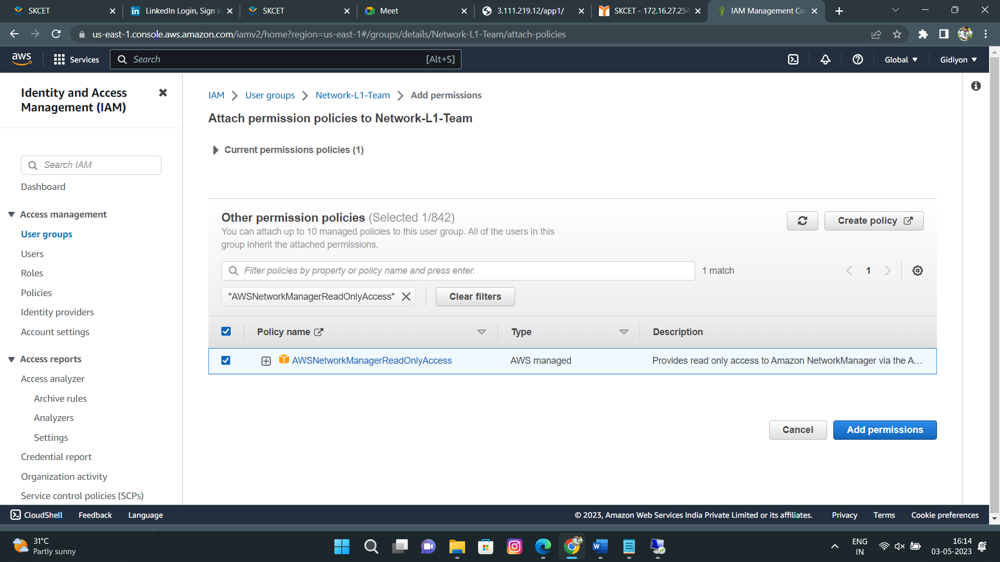 SKCET
LinkedIn Login, Sign in
SKCET
Meet
3.111.219.12/app1/
SKCET - 172.16.27.254
IAM Management Co
us-east-1.console.aws.amazon.com/iamv2/home?region=us-east-1#/groups/details/Network-L1-Team/attach-policies
aws
Services
Search
[Alt+S]
Global
Gidiyon
Identity and Access
Management (IAM)
Search IAM
Dashboard
Access management
User groups
Users
Roles
Policies
Identity providers
Account settings
Access reports
Access analyzer
Archive rules
Analyzers
Settings
Credential report
Organization activity
Service control policies (SCPs)
IAM > User groups > Network-L1-Team > Add permissions
Attach permission policies to Network-L1-Team
Current permissions policies (1)
Other permission policies (Selected 1/842)
You can attach up to 10 managed policies to this user group. All of the users in this
group inherit the attached permissions.
Create policy
Filter policies by property or policy name and press enter.
1 match
1
"AWSNetworkManagerReadOnlyAccess"
Clear filters
Policy name
Type
Description
AWSNetworkManagerReadOnlyAccess
AWS managed
Provides read only access to Amazon NetworkManager via the A...
Cancel
Add permissions
CloudShell
Feedback
Language
© 2023, Amazon Web Services India Private Limited or its affiliates.
Privacy
Terms
Cookie preferences
31°C
Partly sunny
ENG
IN
16:14
03-05-2023